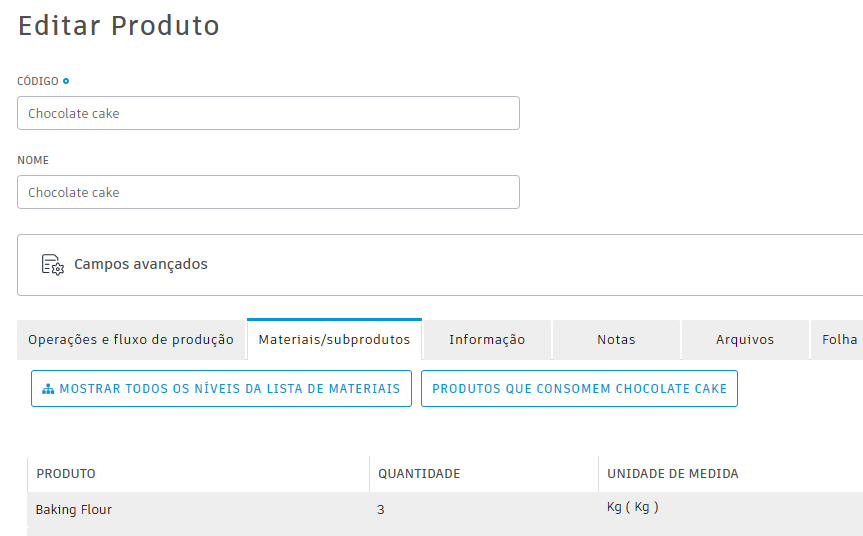 Editar Produto
CÓDIGO
Chocolate cake
NOME
Chocolate cake
Campos avançados
Operações e fluxo de produção Materiais/subprodutos Informação Notas Arquivos Folha
MOSTRAR TODOS OS NÍVEIS DA LISTA DE MATERIAIS PRODUTOS QUE CONSOMEM CHOCOLATE CAKE
PRODUTO QUANTIDADE UNIDADE DE MEDIDA
Baking Flour 3 Kg ( Kg )